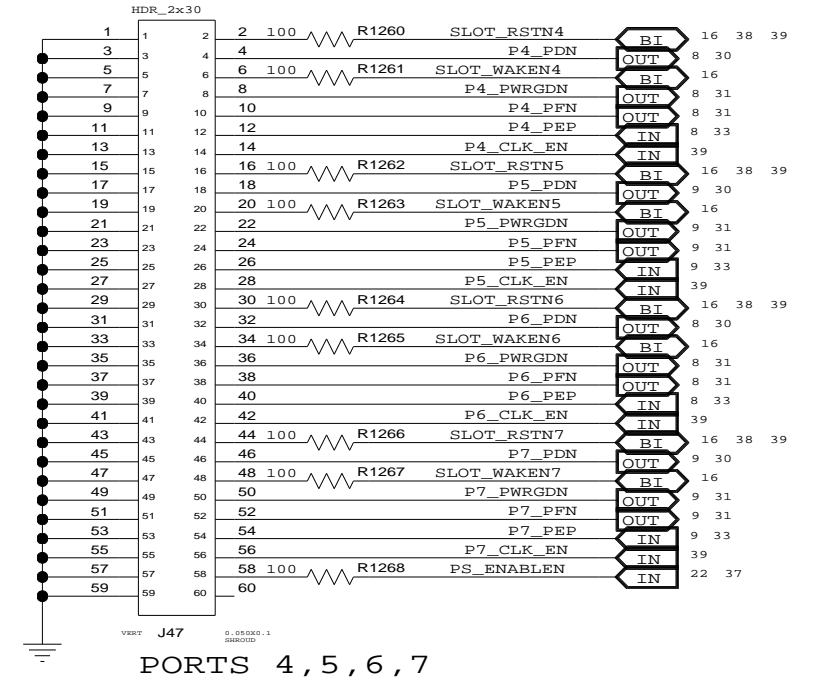 HDR_2x30
1 1 2 2 100 R1260 SLOT_RSTN4 BI 16 38 39
3 3 4 4 P4_PDN OUT 8 30
5 5 6 6 100 R1261 SLOT_WAKEN4 BI 16
7 7 8 8 P4_PWRGDN OUT 8 31
9 9 10 10 P4_PFN OUT 8 31
11 11 12 12 P4_PEP IN 8 33
13 13 14 14 P4_CLK_EN IN 39
15 15 16 16 100 R1262 SLOT_RSTN5 BI 16 38 39
17 17 18 18 P5_PDN OUT 9 30
19 19 20 20 100 R1263 SLOT_WAKEN5 BI 16
21 21 22 22 P5_PWRGDN OUT 9 31
23 23 24 24 P5_PFN OUT 9 31
25 25 26 26 P5_PEP IN 9 33
27 27 28 28 P5_CLK_EN IN 39
29 29 30 30 100 R1264 SLOT_RSTN6 BI 16 38 39
31 31 32 32 P6_PDN OUT 8 30
33 33 34 34 100 R1265 SLOT_WAKEN6 BI 16
35 35 36 36 P6_PWRGDN OUT 8 31
37 37 38 38 P6_PFN OUT 8 31
39 39 40 40 P6_PEP IN 8 33
41 41 42 42 P6_CLK_EN IN 39
43 43 44 44 100 R1266 SLOT_RSTN7 BI 16 38 39
45 45 46 46 P7_PDN OUT 9 30
47 47 48 48 100 R1267 SLOT_WAKEN7 BI 16
49 49 50 50 P7_PWRGDN OUT 9 31
51 51 52 52 P7_PFN OUT 9 31
53 53 54 54 P7_PEP IN 9 33
55 55 56 56 P7_CLK_EN IN 39
57 57 58 58 100 R1268 PS_ENABLEN IN 22 37
59 59 60 60
VERT J47 0.050X0.1
SHROUD
PORTS 4,5,6,7